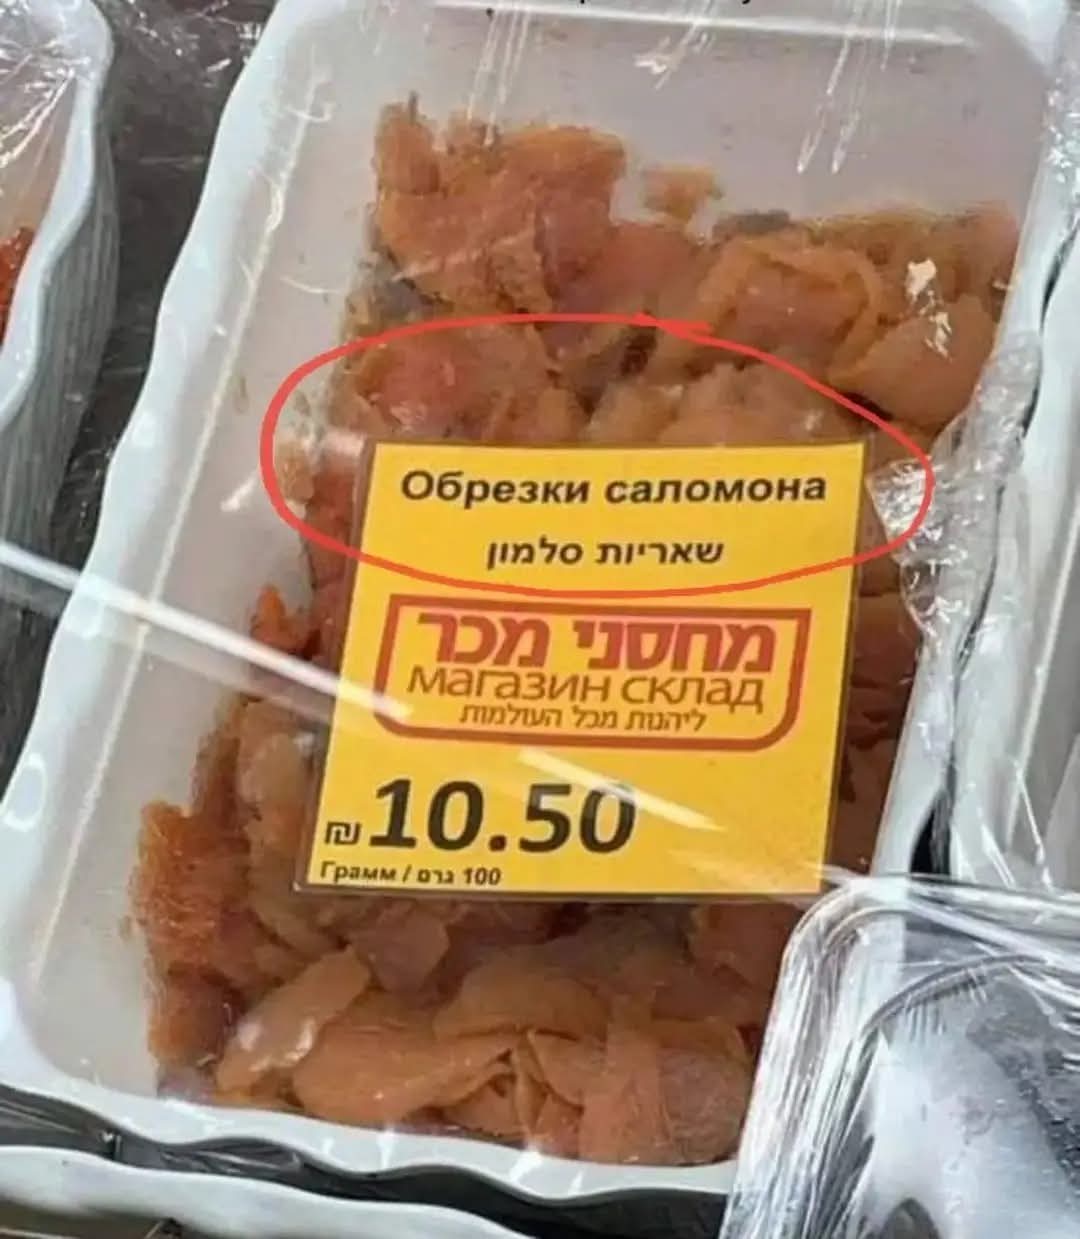 Обрезки саломона
שאריות סלמון
מחסני מכר
магазин склад
ליהנות מכל העולמות
₪10.50
Грамм / גרם 100